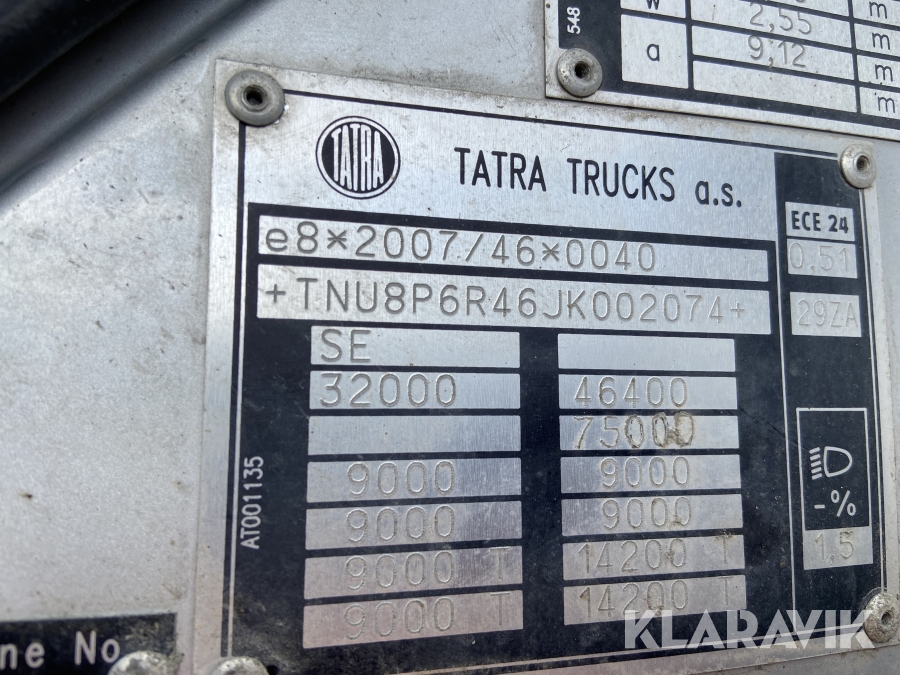 548
w 2,55 m
a 9,12 m
m
m
TATRA
TATRA TRUCKS a.s.
ECE 24
e8*2007/46*0040
0.51
+TNU8P6R46JK002074+
29ZA
SE
32000 46400
75000
9000 9000
9000 9000
-%
9000 T 14200 T
1.5
9000 T 14200 T
AT001135
ne No
KLARAVIK